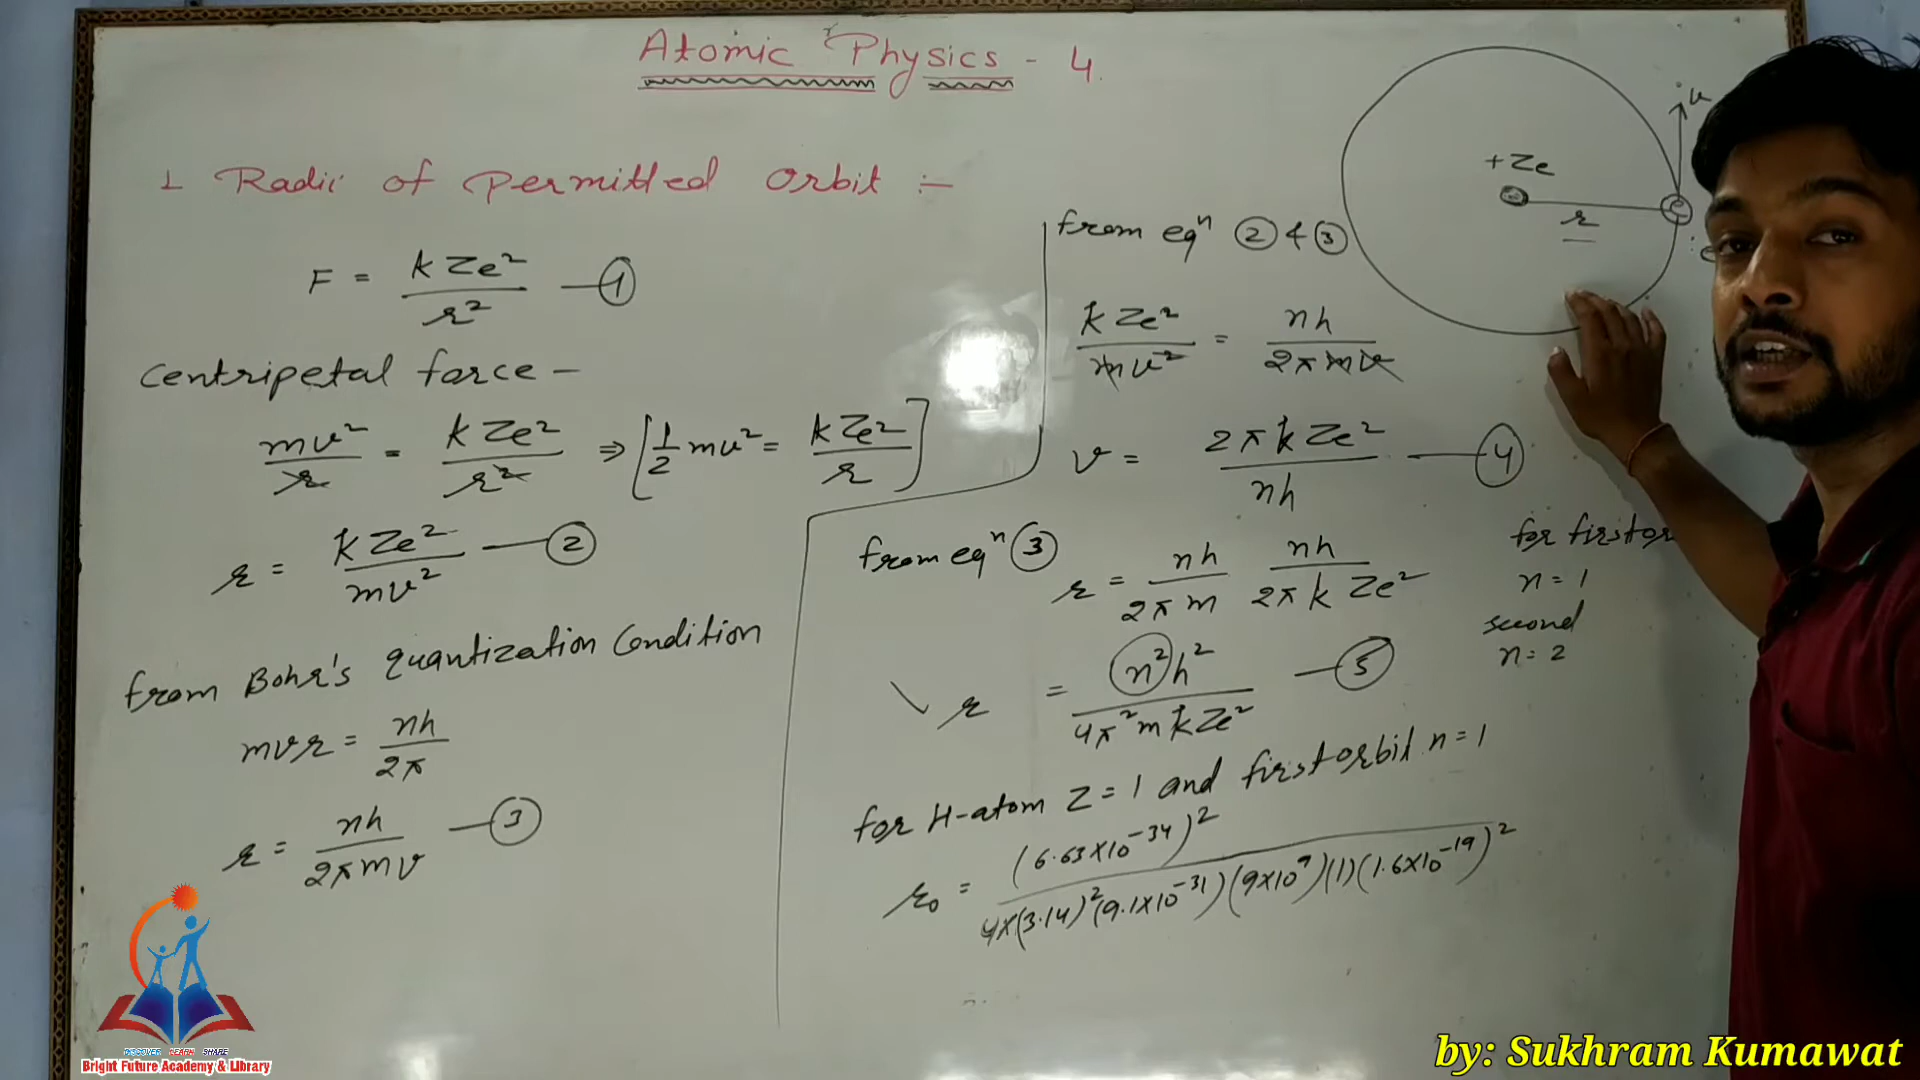 Atomic Physics - 4
1 Radii of Permitted Orbit :-
F = kZe²/r² — ①
Centripetal force -
mv²/r = kZe²/r² ⇒ [1/2 mv² = kZe²/r]
r = kZe²/mv² — ②
from Bohr's quantization Condition
mvr = nh/2π
r = nh/2πmv — ③
from eqⁿ ② & ③
kZe²/mv² = nh/2πmv
v = 2πkZe²/nh — ④
from eqⁿ ③
r = nh/2πm nh/2πkZe²
r = n²h²/4π²mkZe² — ⑤
for H-atom Z = 1 and first orbit n = 1
r₀ = (6.63×10⁻³⁴)²/4×(3.14)²(9.1×10⁻³¹)(9×10⁹)(1)(1.6×10⁻¹⁹)²
+Ze
r
e
v
for first or
n = 1
second
n = 2
DISCOVER LEARN SHARE
Bright Future Academy & Library
by: Sukhram Kumawat